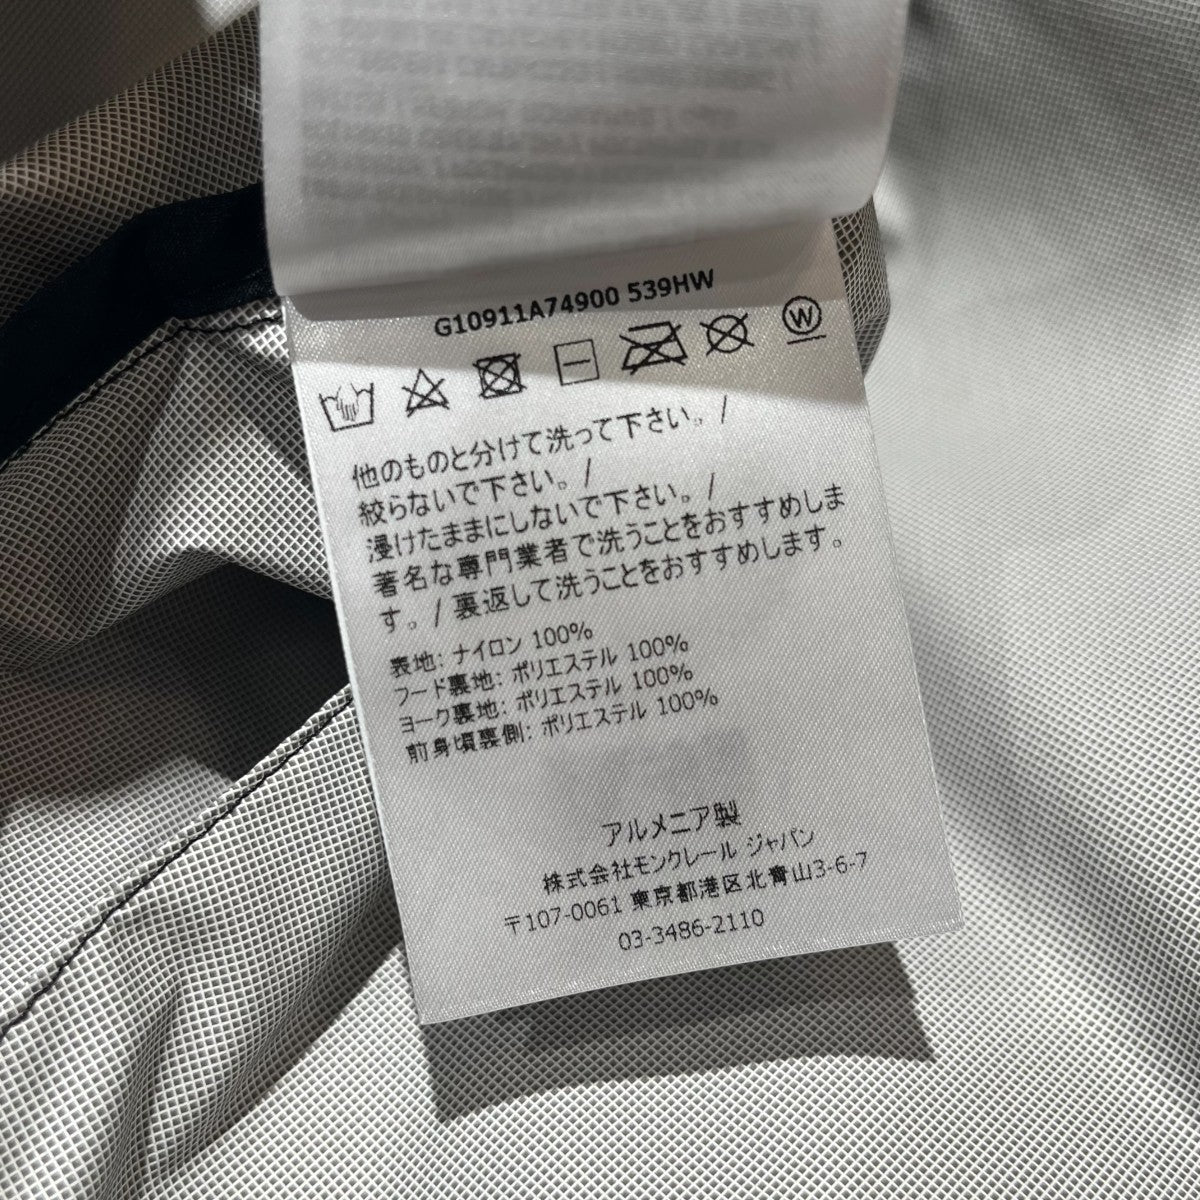 G10911A74900 539HW
W
他のものと分けて洗って下さい。/
絞らないで下さい。/
浸けたままにしないで下さい。/
著名な専門業者で洗うことをおすすめしま
す。/ 裏返して洗うことをおすすめします。
表地: ナイロン 100%
フード裏地: ポリエステル 100%
ヨーク裏地: ポリエステル 100%
前身頃裏側: ポリエステル 100%
アルメニア製
株式会社モンクレール ジャパン
〒107-0061 東京都港区北青山3-6-7
03-3486-2110